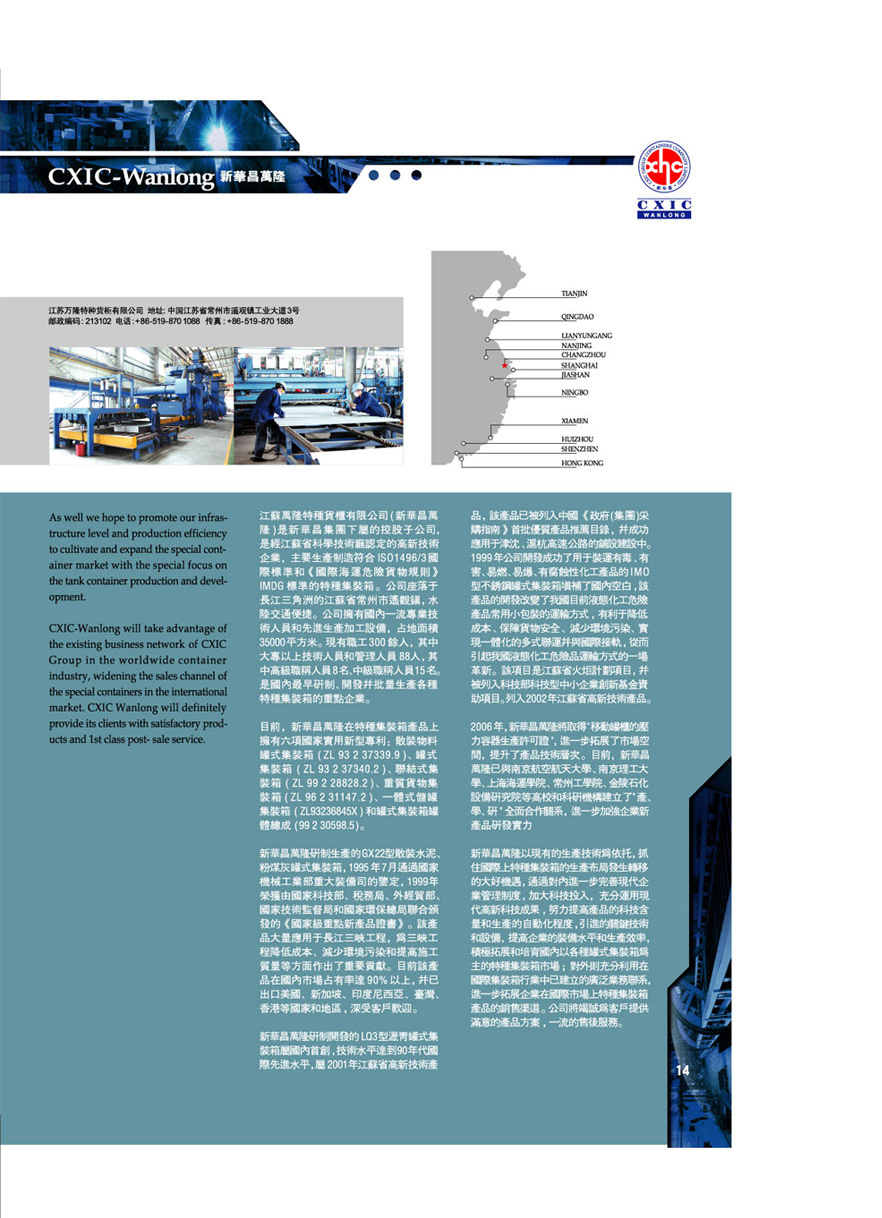 CXIC-Wanlong 新華昌萬隆
CXIC GROUP CONTAINERS COMPANY LIMITED
xhc
CXIC
WANLONG
江苏万隆特种货柜有限公司 地址: 中国江苏省常州市遥观镇工业大道3号
邮政编码: 213102 电话:+86-519-870 1088 传真: +86-519-870 1888
TIANJIN
QINGDAO
LIANYUNGANG
NANJING
CHANGZHOU
SHANGHAI
JIASHAN
NINGBO
XIAMEN
HUIZHOU
SHENZHEN
HONG KONG
As well we hope to promote our infras-
tructure level and production efficiency
to cultivate and expand the special cont-
ainer market with the special focus on
the tank container production and devel-
opment.
CXIC-Wanlong will take advantage of
the existing business network of CXIC
Group in the worldwide container
industry, widening the sales channel of
the special containers in the international
market. CXIC Wanlong will definitely
provide its clients with satisfactory prod-
ucts and 1st class post- sale service.
江蘇萬隆特種貨櫃有限公司(新華昌萬
隆)是新華昌集團下屬的控股子公司,
是經江蘇省科學技術廳認定的高新技術
企業，主要生產制造符合 ISO1496/3國
際標準和《國際海運危險貨物規則》
IMDG 標準的特種集裝箱。公司座落于
長江三角洲的江蘇省常州市遙觀鎮，水
陸交通便捷。公司擁有國內一流專業技
術人員和先進生產加工設備，占地面積
35000平方米。現有職工300餘人，其中
大專以上技術人員和管理人員 88人，其
中高級職稱人員8名、中級職稱人員15名。
是國內最早研制、開發幷批量生產各種
特種集裝箱的重點企業。
目前，新華昌萬隆在特種集裝箱產品上
擁有六項國家實用新型專利：散裝物料
罐式集裝箱 (ZL 93 2 37339.9)、罐式
集裝箱 (ZL 93 2 37340.2)、聯結式集
裝箱 (ZL 99 2 28828.2)、重質貨物集
裝箱 (ZL 96 2 31147.2)、一體式儲罐
集裝箱 (ZL93236845X)和罐式集裝箱罐
體總成 (99 2 30598.5)。
新華昌萬隆研制生產的GX22型散裝水泥、
粉煤灰罐式集裝箱，1995 年7月通過國家
機械工業部重大裝備司的鑒定，1999年
榮獲由國家科技部、稅務局、外經貿部、
國家技術監督局和國家環保總局聯合頒
發的《國家級重點新產品證書》。該產
品大量應用于長江三峽工程，爲三峽工
程降低成本、減少環境污染和提高施工
質量等方面作出了重要貢獻。目前該產
品在國內市場占有率達 90%以上，幷已
出口美國、新加坡、印度尼西亞、臺灣、
香港等國家和地區，深受客戶歡迎。
新華昌萬隆研制開發的 LQ3型瀝青罐式集
裝箱屬國內首創，技術水平達到90年代國
際先進水平，屬 2001年江蘇省高新技術產
品，該產品已被列入中國《政府(集團)采
購指南》首批優質產品推薦目錄，幷成功
應用于津沈、滬杭高速公路的鋪設建設中。
1999年公司開發成功了用于裝運有毒、有
害、易燃、易爆、有腐蝕性化工產品的 IMO
型不銹鋼罐式集裝箱塡補了國內空白，該
產品的開發改變了我國目前液態化工危險
產品常用小包裝的運輸方式，有利于降低
成本、保障貨物安全、減少環境污染、實
現一體化的多式聯運幷與國際接軌，從而
引起我國液態化工危險品運輸方式的一場
革新。該項目是江蘇省火炬計劃項目，幷
被列入科技部科技型中小企業創新基金資
助項目。列入2002年江蘇省高新技術產品。
2006 年，新華昌萬隆將取得"移動罐櫃的壓
力容器生產許可證"，進一步拓展了市場空
間，提升了產品技術層次。目前，新華昌
萬隆已與南京航空航天大學、南京理工大
學、上海海運學院、常州工學院、金陵石化
設備研究院等高校和科研機構建立了"產、
學、研"全面合作關系，進一步加強企業新
產品研發實力
新華昌萬隆以現有的生產技術爲依托，抓
住國際上特種集裝箱的生產布局發生轉移
的大好機遇，通過對內進一步完善現代企
業管理制度，加大科技投入，充分運用現
代高新科技成果，努力提高產品的科技含
量和生產的自動化程度，引進的關鍵技術
和設備，提高企業的裝備水平和生產效率，
積極拓展和培育國內以各種罐式集裝箱爲
主的特種集裝箱市場；對外則充分利用在
國際集裝箱行業中已建立的廣泛業務聯系，
進一步拓展企業在國際市場上特種集裝箱
產品的銷售渠道。公司將竭誠爲客戶提供
滿意的產品方案，一流的售後服務。
14